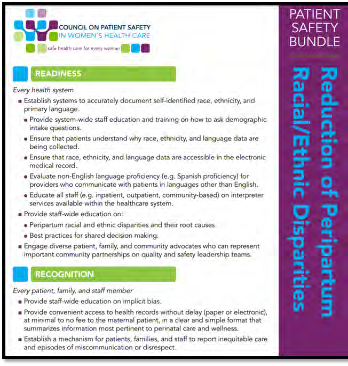 COUNCIL ON PATIENT SAFETY
IN WOMEN'S HEALTH CARE
safe health care for every woman
READINESS
Every health system
Establish systems to accurately document self-identified race, ethnicity, and
primary language.
Provide system-wide staff education and training on how to ask demographic
intake questions.
Ensure that patients understand why race, ethnicity, and language data are
being collected.
Ensure that race, ethnicity, and language data are accessible in the electronic
medical record.
Evaluate non-English language proficiency (e.g. Spanish proficiency) for
providers who communicate with patients in languages other than English.
Educate all staff (e.g. inpatient, outpatient, community-based) on interpreter
services available within the healthcare system.
Provide staff-wide education on:
Peripartum racial and ethnic disparities and their root causes.
Best practices for shared decision making.
Engage diverse patient, family, and community advocates who can represent
important community partnerships on quality and safety leadership teams.
RECOGNITION
Every patient, family, and staff member
Provide staff-wide education on implicit bias.
Provide convenient access to health records without delay (paper or electronic),
at minimal to no fee to the maternal patient, in a clear and simple format that
summarizes information most pertinent to perinatal care and wellness.
Establish a mechanism for patients, families, and staff to report inequitable care
and episodes of miscommunication or disrespect.
PATIENT
SAFETY
BUNDLE
Reduction of Peripartum
Racial/Ethnic Disparities